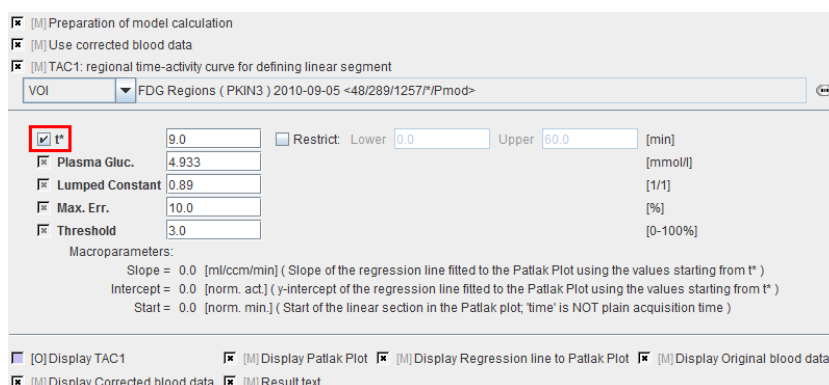 [M] Preparation of model calculation
[M] Use corrected blood data
[M] TAC1: regional time-activity curve for defining linear segment
VOI FDG Regions ( PKIN3 ) 2010-09-05 <48/289/1257/*/Pmod>
t* 9.0 Restrict: Lower 0.0 Upper 60.0 [min]
Plasma Gluc. 4.933 [mmol/l]
Lumped Constant 0.89 [1/1]
Max. Err. 10.0 [%]
Threshold 3.0 [0-100%]
Macroparameters:
Slope = 0.0 [ml/ccm/min] ( Slope of the regression line fitted to the Patlak Plot using the values starting from t* )
Intercept = 0.0 [norm. act.] ( y-intercept of the regression line fitted to the Patlak Plot using the values starting from t* )
Start = 0.0 [norm. min.] ( Start of the linear section in the Patlak plot; 'time' is NOT plain acquisition time )
[O] Display TAC1 [M] Display Patlak Plot [M] Display Regression line to Patlak Plot [M] Display Original blood data
[M] Display Corrected blood data [M] Result text